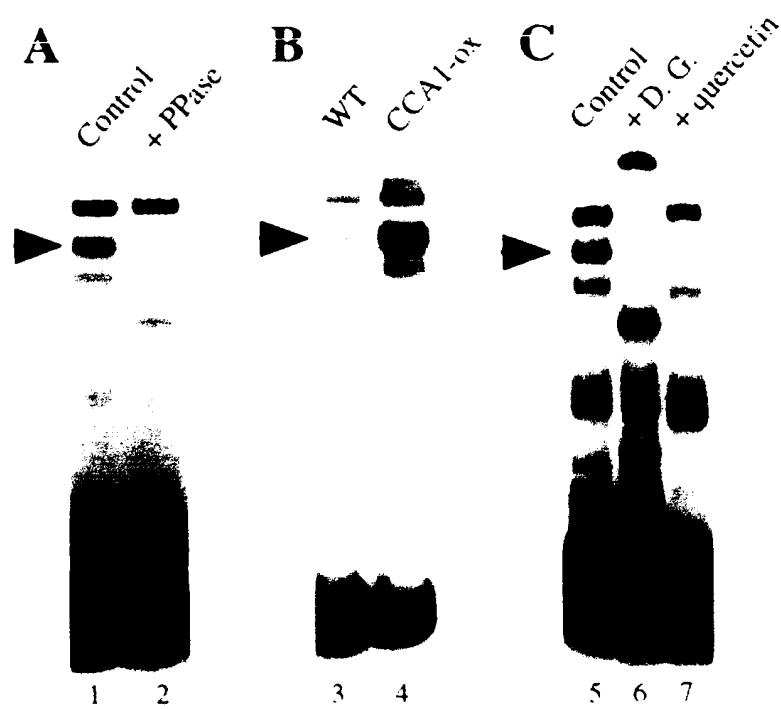 A
Control
+ PPase
B
WT
CCA1-ox
C
Control
+ D. G.
+ quercetin
1 2 3 4 5 6 7